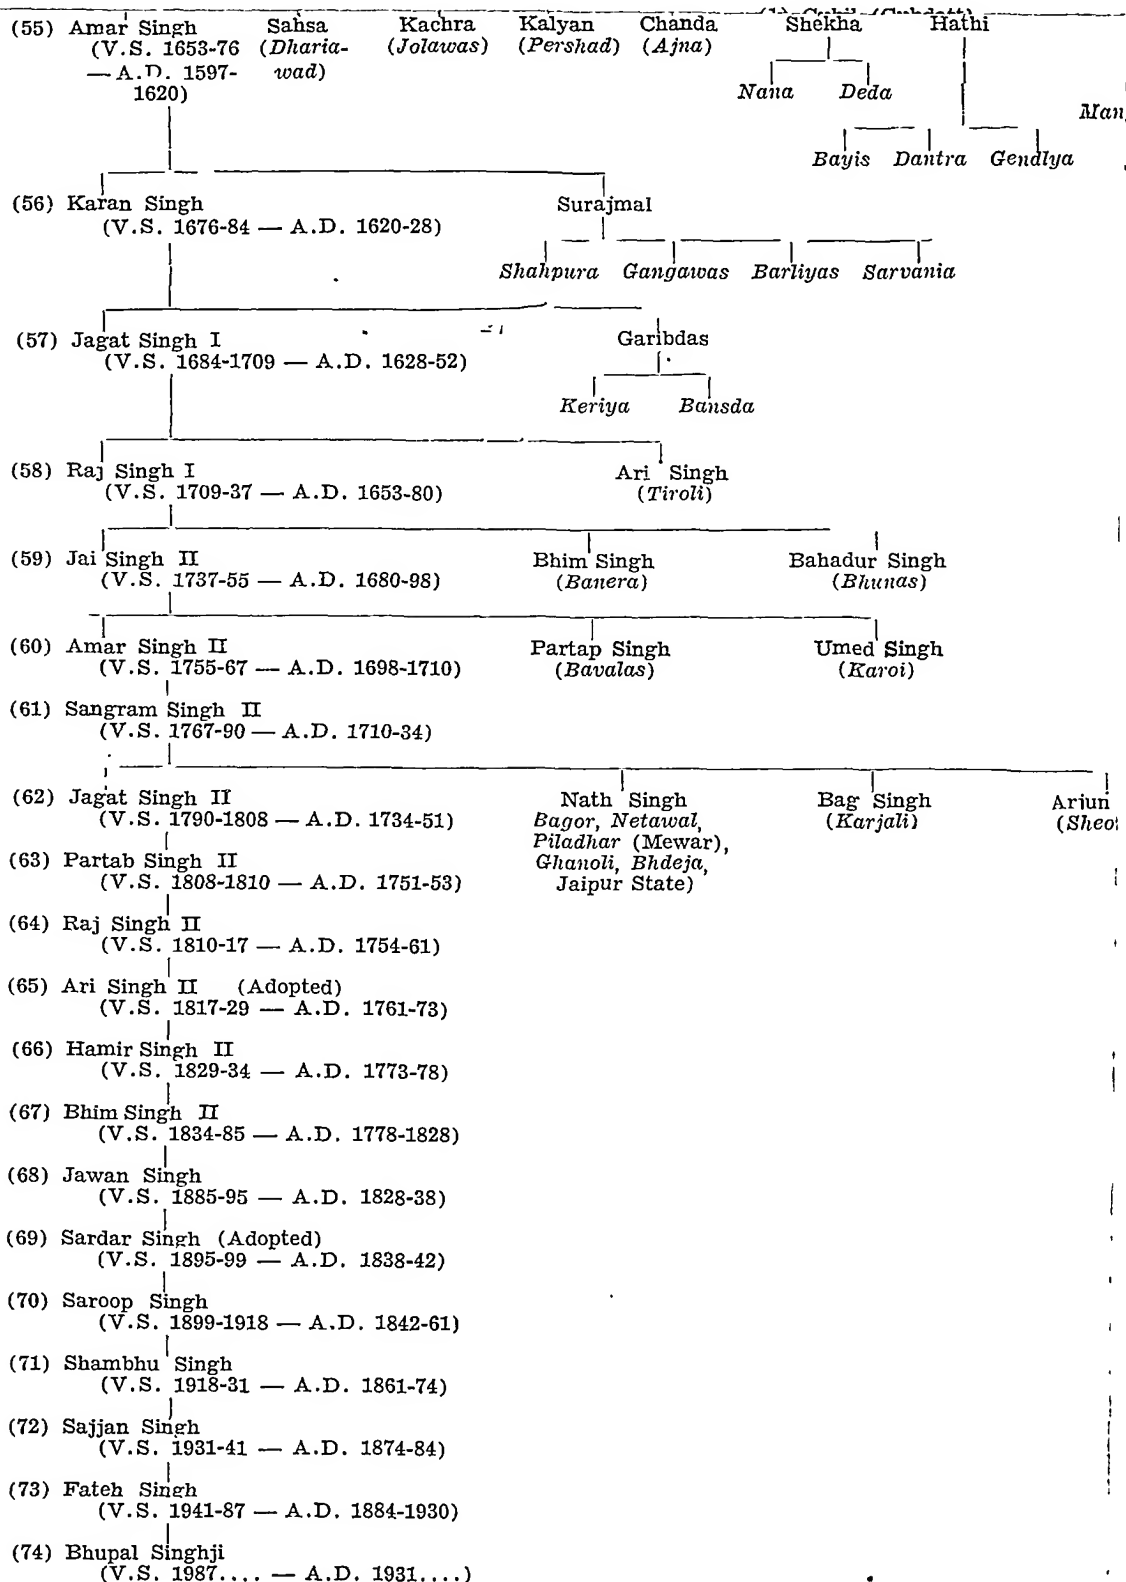 (55) Amar Singh Sahsa Kachra Kalyan Chanda Shekha Hathi
(V.S. 1653-76 (Dharia- (Jolawas) (Pershad) (Ajna)
— A.D. 1597- wad)
1620)
Nana Deda
Man
Bayis Dantra Gendlya
(56) Karan Singh Surajmal
(V.S. 1676-84 — A.D. 1620-28)
Shahpura Gangawas Barliyas Sarvania
(57) Jagat Singh I Garibdas
(V.S. 1684-1709 — A.D. 1628-52)
Keriya Bansda
(58) Raj Singh I Ari Singh
(V.S. 1709-37 — A.D. 1653-80) (Tiroli)
(59) Jai Singh II Bhim Singh Bahadur Singh
(V.S. 1737-55 — A.D. 1680-98) (Banera) (Bhunas)
(60) Amar Singh II Partap Singh Umed Singh
(V.S. 1755-67 — A.D. 1698-1710) (Bavalas) (Karoi)
(61) Sangram Singh II
(V.S. 1767-90 — A.D. 1710-34)
(62) Jagat Singh II Nath Singh Bag Singh Arjun
(V.S. 1790-1808 — A.D. 1734-51) Bagor, Netawal, (Karjali) (Sheo
Piladhar (Mewar),
(63) Partab Singh II Ghanoli, Bhdeja,
(V.S. 1808-1810 — A.D. 1751-53) Jaipur State)
(64) Raj Singh II
(V.S. 1810-17 — A.D. 1754-61)
(65) Ari Singh II (Adopted)
(V.S. 1817-29 — A.D. 1761-73)
(66) Hamir Singh II
(V.S. 1829-34 — A.D. 1773-78)
(67) Bhim Singh II
(V.S. 1834-85 — A.D. 1778-1828)
(68) Jawan Singh
(V.S. 1885-95 — A.D. 1828-38)
(69) Sardar Singh (Adopted)
(V.S. 1895-99 — A.D. 1838-42)
(70) Saroop Singh
(V.S. 1899-1918 — A.D. 1842-61)
(71) Shambhu Singh
(V.S. 1918-31 — A.D. 1861-74)
(72) Sajjan Singh
(V.S. 1931-41 — A.D. 1874-84)
(73) Fateh Singh
(V.S. 1941-87 — A.D. 1884-1930)
(74) Bhupal Singhji
(V.S. 1987.... — A.D. 1931....)